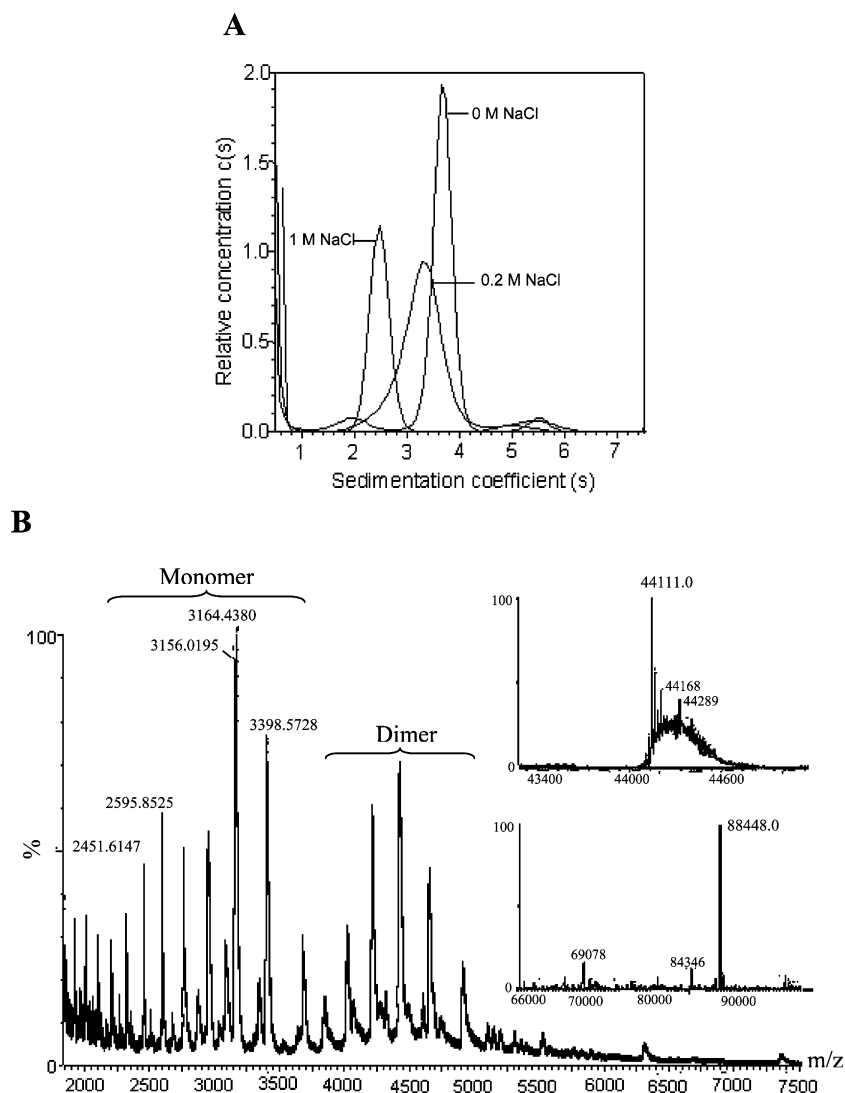 A
2.0
1.5
1.0
0.5
0.0
Relative concentration c(s)
0 M NaCl
1 M NaCl
0.2 M NaCl
1 2 3 4 5 6 7
Sedimentation coefficient (s)
B
Monomer
3164.4380
3156.0195
3398.5728
2595.8525
2451.6147
Dimer
100
%
0
2000 2500 3000 3500 4000 4500 5000 5500 6000 6500 7000 7500
m/z
44111.0
100
44168
44289
0
43400 44000 44600
100
88448.0
69078
84346
0
66000 70000 80000 90000